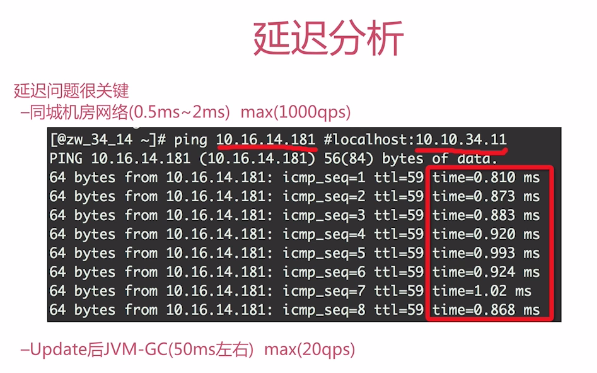 延迟分析
延迟问题很关键
–同城机房网络(0.5ms~2ms)  max(1000qps)
[@zw_34_14 ~]# ping 10.16.14.181 #localhost:10.10.34.11
PING 10.16.14.181 (10.16.14.181) 56(84) bytes of data.
64 bytes from 10.16.14.181: icmp_seq=1 ttl=59 time=0.810 ms
64 bytes from 10.16.14.181: icmp_seq=2 ttl=59 time=0.873 ms
64 bytes from 10.16.14.181: icmp_seq=3 ttl=59 time=0.883 ms
64 bytes from 10.16.14.181: icmp_seq=4 ttl=59 time=0.920 ms
64 bytes from 10.16.14.181: icmp_seq=5 ttl=59 time=0.993 ms
64 bytes from 10.16.14.181: icmp_seq=6 ttl=59 time=0.924 ms
64 bytes from 10.16.14.181: icmp_seq=7 ttl=59 time=1.02 ms
64 bytes from 10.16.14.181: icmp_seq=8 ttl=59 time=0.868 ms
–Update后JVM-GC(50ms左右)  max(20qps)